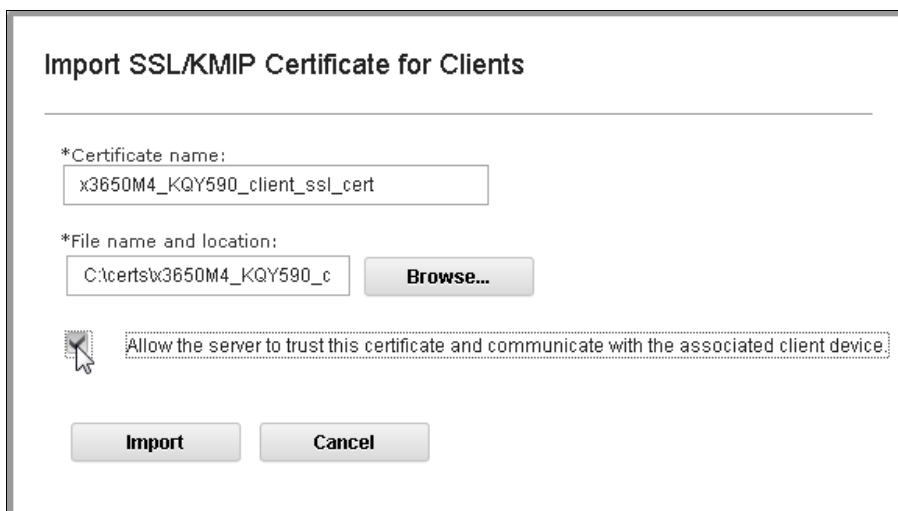 Import SSL/KMIP Certificate for Clients
*Certificate name:
x3650M4_KQY590_client_ssl_cert
*File name and location:
C:\certs\x3650M4_KQY590_c
Browse...
Allow the server to trust this certificate and communicate with the associated client device.
Import
Cancel